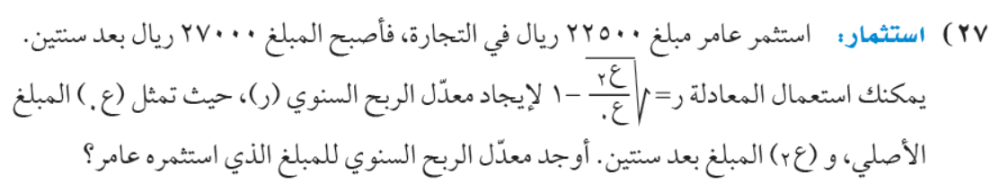 ٢٧) استثمار: استثمر عامر مبلغ ٢٢٥٠٠ ريال في التجارة، فأصبح المبلغ ٢٧٠٠٠ ريال بعد سنتين.
يمكنك استعمال المعادلة ر = √(ع٢/ع٠) - ١ لإيجاد معدّل الربح السنوي (ر)، حيث تمثل (ع٠) المبلغ
الأصلي، و (ع٢) المبلغ بعد سنتين. أوجد معدّل الربح السنوي للمبلغ الذي استثمره عامر؟